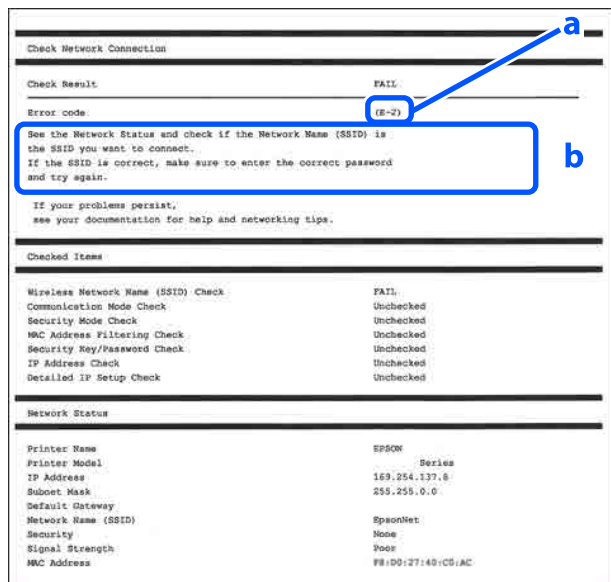 a
Check Network Connection
Check Result FAIL
Error code (E-2)
See the Network Status and check if the Network Name (SSID) is
the SSID you want to connect.
If the SSID is correct, make sure to enter the correct password
and try again.
b
If your problems persist,
see your documentation for help and networking tips.
Checked Items
Wireless Network Name (SSID) Check FAIL
Communication Mode Check Unchecked
Security Mode Check Unchecked
MAC Address Filtering Check Unchecked
Security Key/Password Check Unchecked
IP Address Check Unchecked
Detailed IP Setup Check Unchecked
Network Status
Printer Name EPSON
Printer Model Series
IP Address 169.254.137.8
Subnet Mask 255.255.0.0
Default Gateway
Network Name (SSID) EpsonNet
Security None
Signal Strength Poor
MAC Address F8:D0:27:40:C0:AC